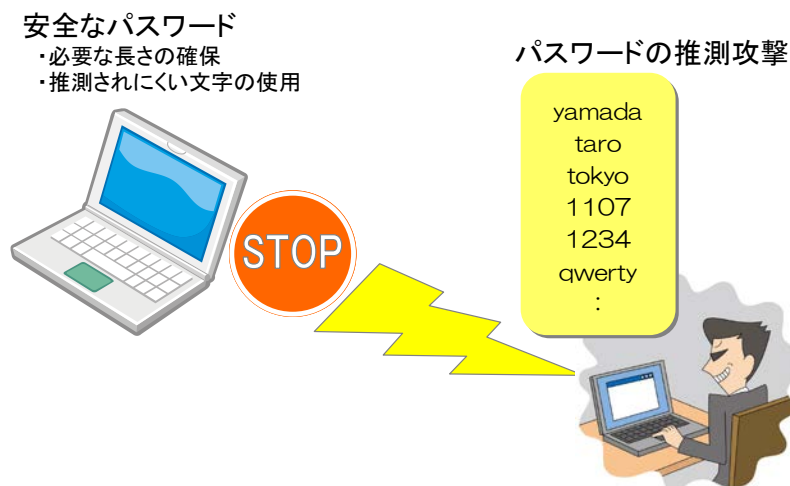 安全なパスワード
・必要な長さの確保
・推測されにくい文字の使用
パスワードの推測攻撃
yamada
taro
tokyo
1107
1234
qwerty
:
STOP